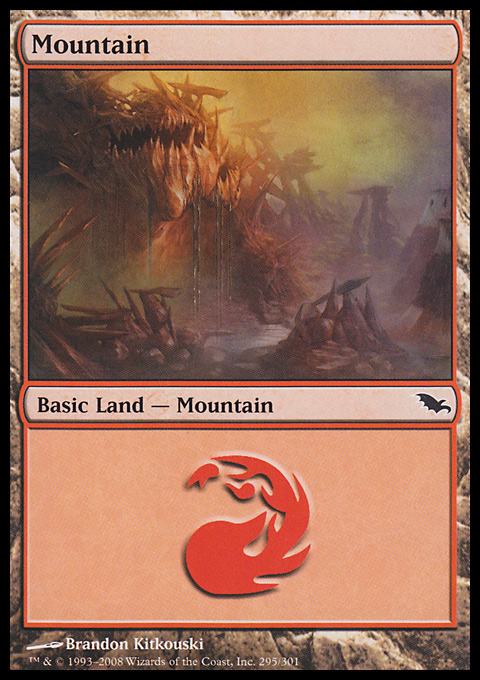 Mountain
Basic Land — Mountain
Brandon Kitkouski
™ & © 1993–2008 Wizards of the Coast, Inc. 295/301